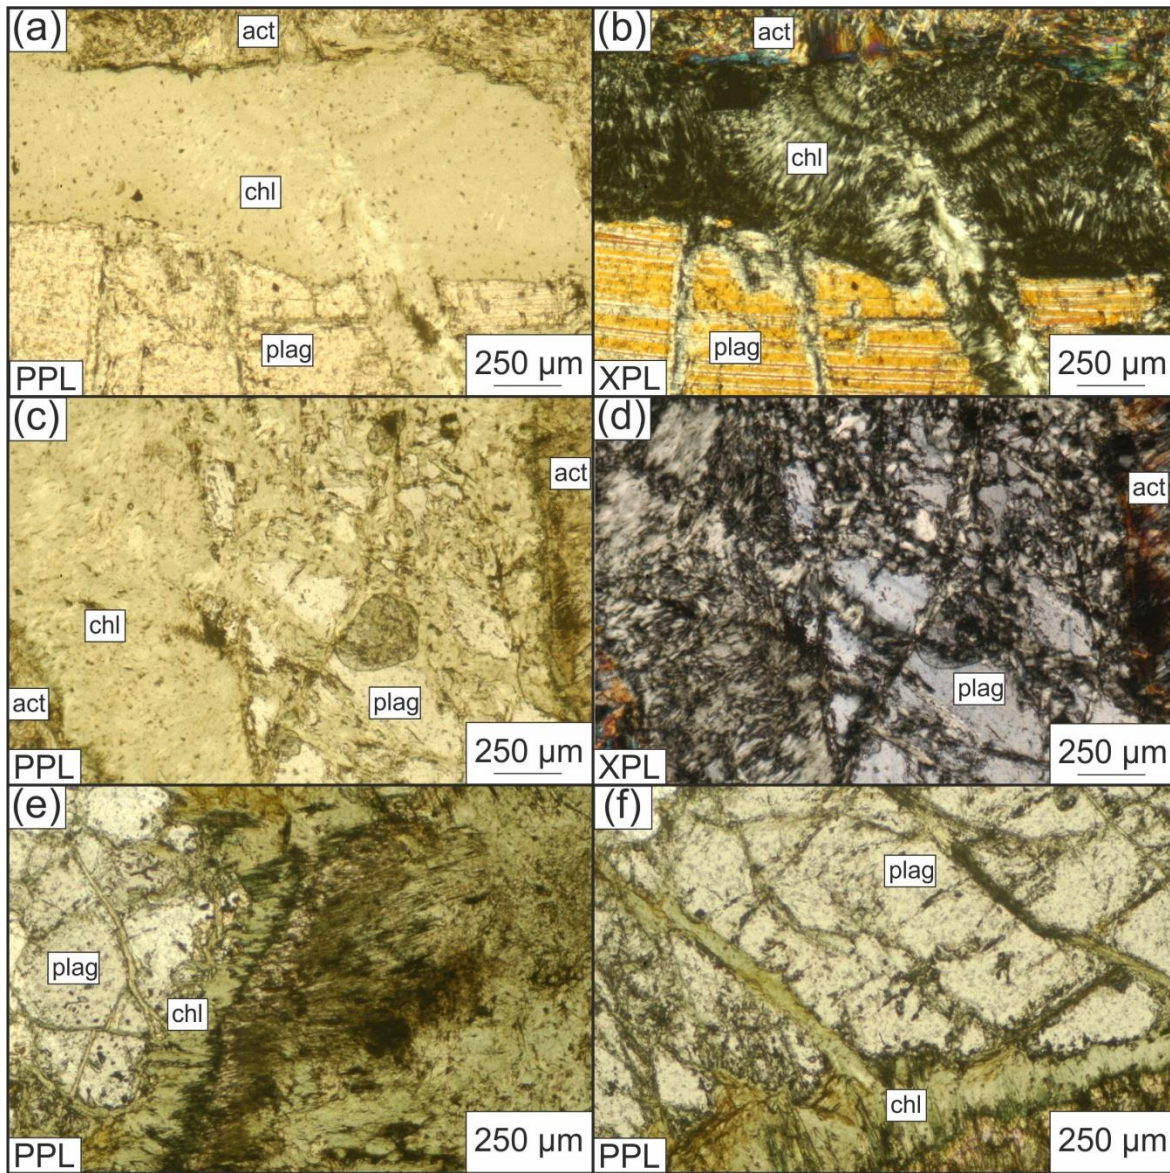 (a)
act
chl
plag
PPL
250 µm
(b)
act
chl
plag
XPL
250 µm
(c)
act
chl
act
plag
PPL
250 µm
(d)
act
plag
XPL
250 µm
(e)
plag
chl
PPL
250 µm
(f)
plag
chl
PPL
250 µm